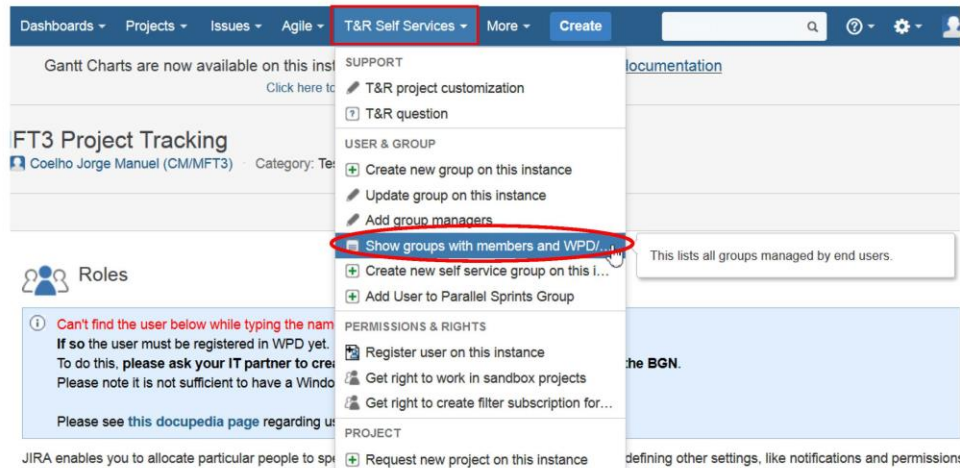 Dashboards Projects Issues Agile T&R Self Services More Create
Gantt Charts are now available on this inst
locumentation
Click here to
FT3 Project Tracking
Coelho Jorge Manuel (CM/MFT3) · Category: Te
SUPPORT
T&R project customization
T&R question
USER & GROUP
Create new group on this instance
Update group on this instance
Add group managers
Show groups with members and WPD/...
Create new self service group on this i...
Add User to Parallel Sprints Group
PERMISSIONS & RIGHTS
Register user on this instance
Get right to work in sandbox projects
Get right to create filter subscription for...
PROJECT
Request new project on this instance
This lists all groups managed by end users.
Roles
Can't find the user below while typing the nam
If so the user must be registered in WPD yet.
To do this, please ask your IT partner to crea
he BGN.
Please note it is not sufficient to have a Windo
Please see this docupedia page regarding u
JIRA enables you to allocate particular people to spe
defining other settings, like notifications and permissions